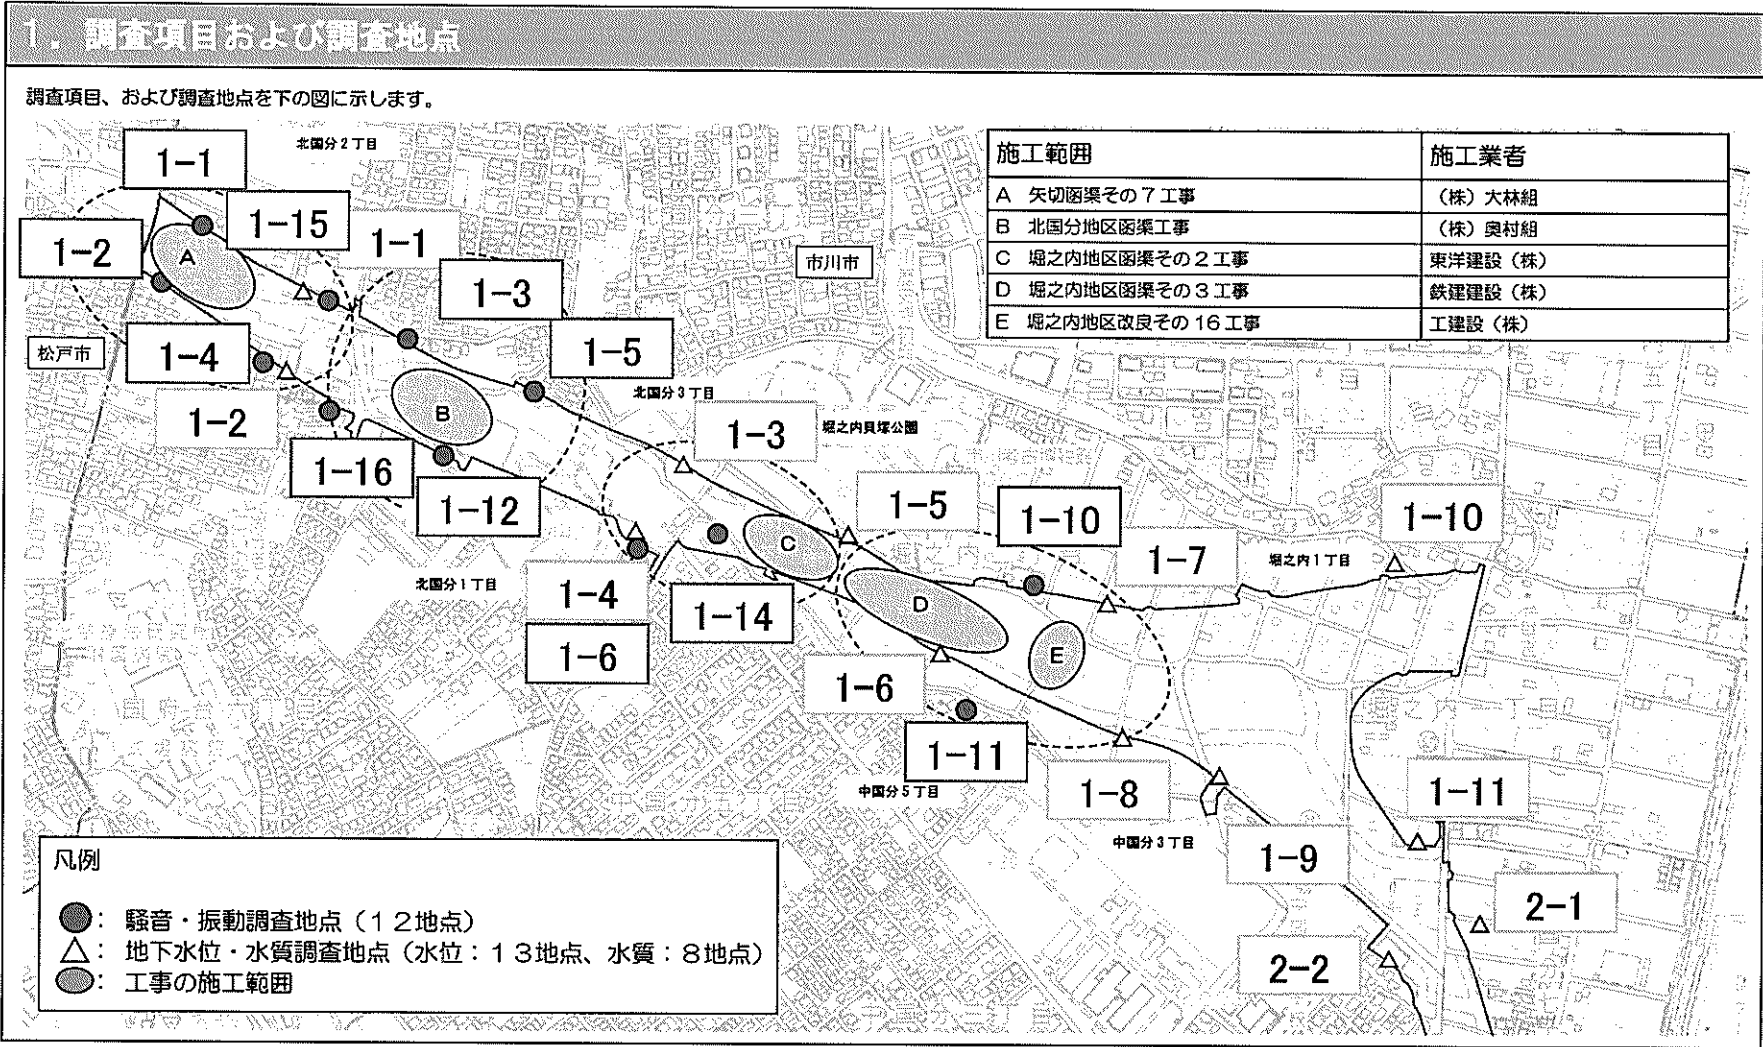 1．調査項目および調査地点
調査項目、および調査地点を下の図に示します。
北国分2丁目
1-1
1-15
1-1
1-2
A
1-3
市川市
施工範囲 施工業者
A 矢切函渠その7工事 （株）大林組
B 北国分地区函渠工事 （株）奥村組
C 堀之内地区函渠その2工事 東洋建設（株）
D 堀之内地区函渠その3工事 鉄建建設（株）
E 堀之内地区改良その16工事 工建設（株）
松戸市
1-4
1-5
北国分3丁目
B
1-2
1-3
堀之内貝塚公園
1-16
1-12
1-5
1-10
1-10
C
1-7
堀之内1丁目
北国分1丁目
1-4
1-14
D
1-6
E
1-6
1-11
中国分5丁目
1-8
1-11
中国分3丁目
1-9
2-1
2-2
凡例
：騒音・振動調査地点（12地点）
：地下水位・水質調査地点（水位：13地点、水質：8地点）
：工事の施工範囲